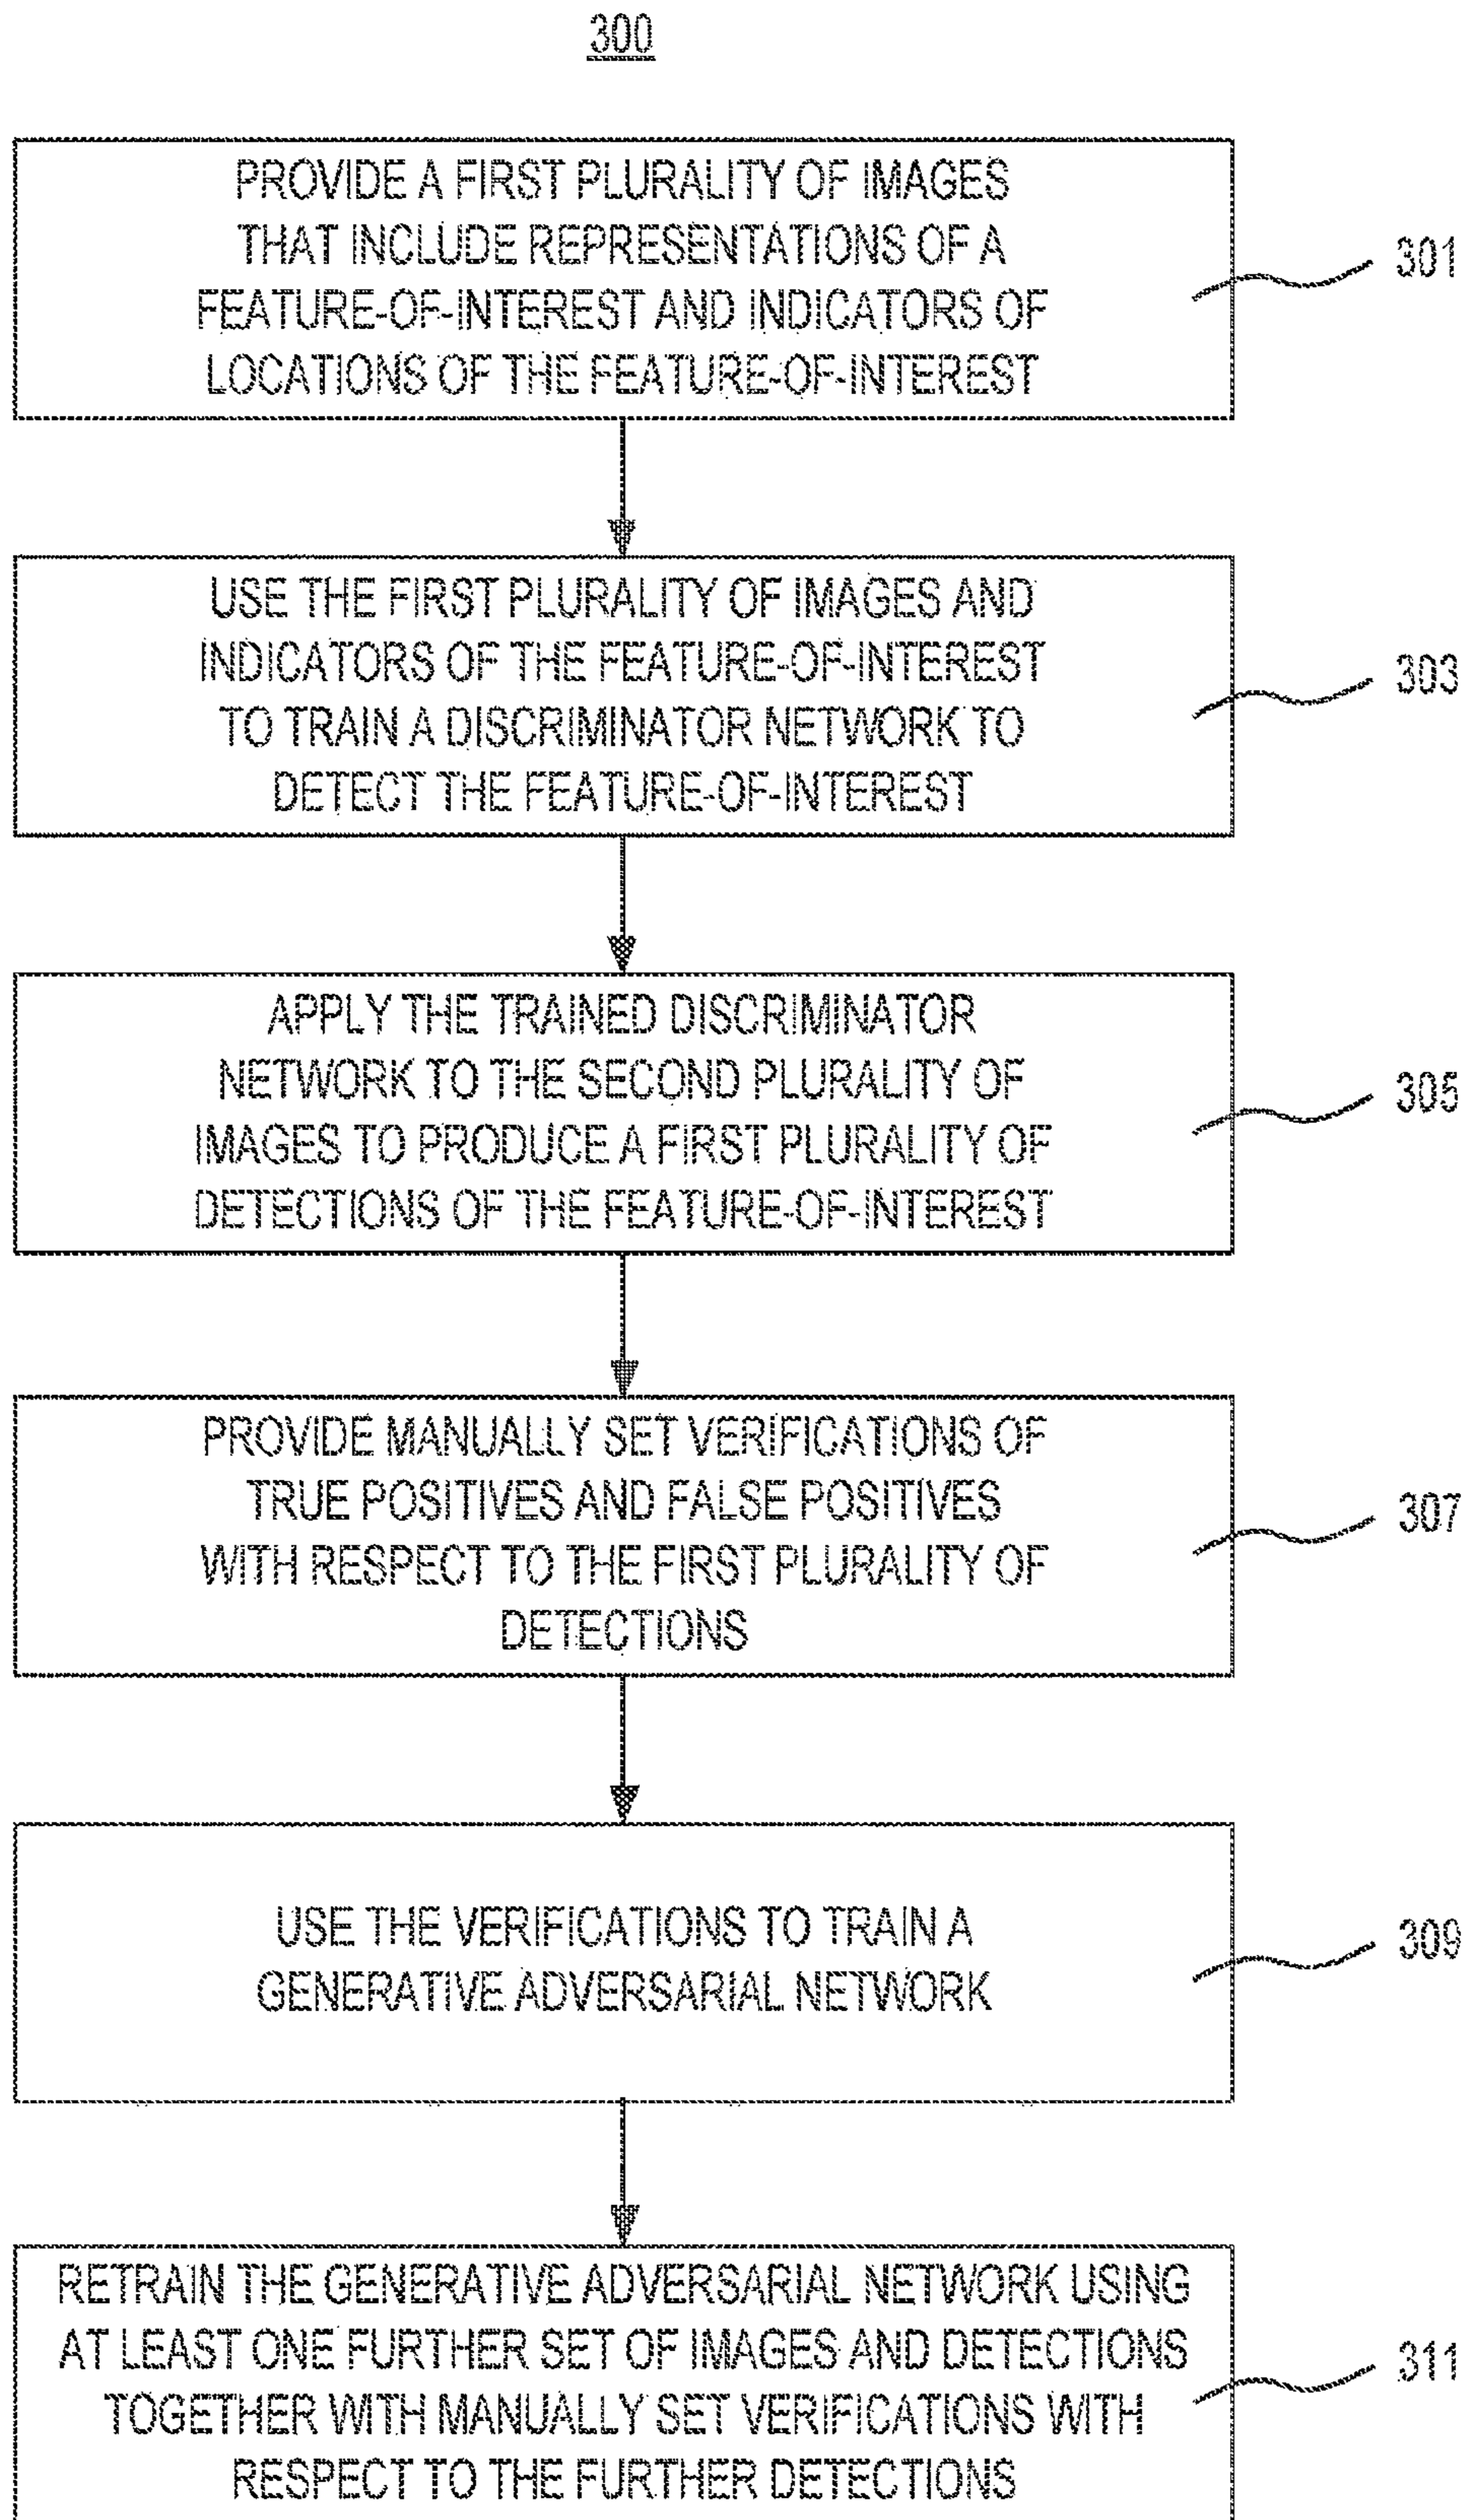 300
PROVIDE A FIRST PLURALITY OF IMAGES
THAT INCLUDE REPRESENTATIONS OF A
FEATURE-OF-INTEREST AND INDICATORS OF
LOCATIONS OF THE FEATURE-OF-INTEREST
301
USE THE FIRST PLURALITY OF IMAGES AND
INDICATORS OF THE FEATURE-OF-INTEREST
TO TRAIN A DISCRIMINATOR NETWORK TO
DETECT THE FEATURE-OF-INTEREST
303
APPLY THE TRAINED DISCRIMINATOR
NETWORK TO THE SECOND PLURALITY OF
IMAGES TO PRODUCE A FIRST PLURALITY OF
DETECTIONS OF THE FEATURE-OF-INTEREST
305
PROVIDE MANUALLY SET VERIFICATIONS OF
TRUE POSITIVES AND FALSE POSITIVES
WITH RESPECT TO THE FIRST PLURALITY OF
DETECTIONS
307
USE THE VERIFICATIONS TO TRAIN A
GENERATIVE ADVERSARIAL NETWORK
309
RETRAIN THE GENERATIVE ADVERSARIAL NETWORK USING
AT LEAST ONE FURTHER SET OF IMAGES AND DETECTIONS
TOGETHER WITH MANUALLY SET VERIFICATIONS WITH
RESPECT TO THE FURTHER DETECTIONS
311